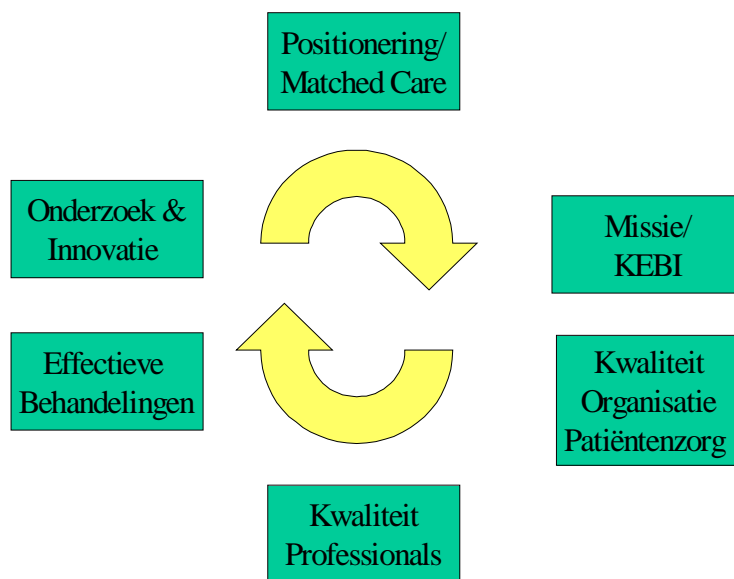 Positionering/
Matched Care
Onderzoek &
Innovatie
Missie/
KEBI
Effectieve
Behandelingen
Kwaliteit
Organisatie
Patiëntenzorg
Kwaliteit
Professionals